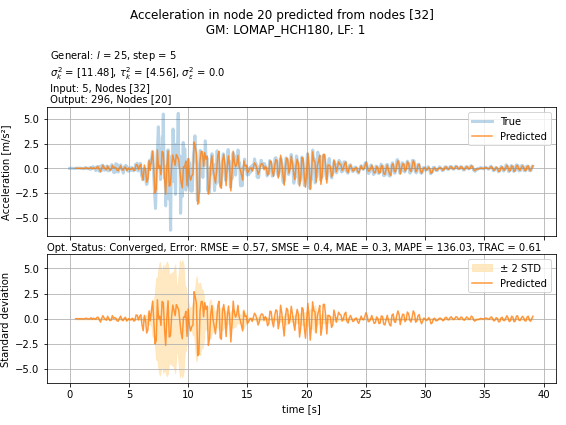 Acceleration in node 20 predicted from nodes [32]
GM: LOMAP_HCH180, LF: 1
General: l = 25, step = 5
σ²ₖ = [11.48], τ²ₖ = [4.56], σ²ₑ = 0.0
Input: 5, Nodes [32]
Output: 296, Nodes [20]
Acceleration [m/s²]
5.0
2.5
0.0
−2.5
−5.0
True
Predicted
Opt. Status: Converged, Error: RMSE = 0.57, SMSE = 0.4, MAE = 0.3, MAPE = 136.03, TRAC = 0.61
Standard deviation
5.0
2.5
0.0
−2.5
−5.0
± 2 STD
Predicted
0 5 10 15 20 25 30 35 40
time [s]